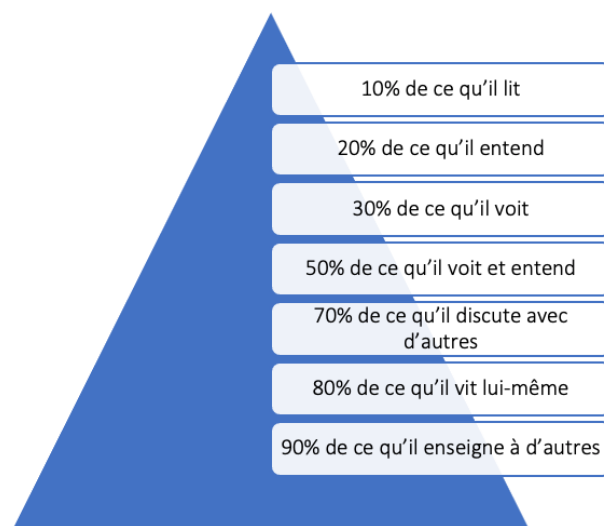 10% de ce qu’il lit
20% de ce qu’il entend
30% de ce qu’il voit
50% de ce qu’il voit et entend
70% de ce qu’il discute avec
d’autres
80% de ce qu’il vit lui-même
90% de ce qu’il enseigne à d’autres